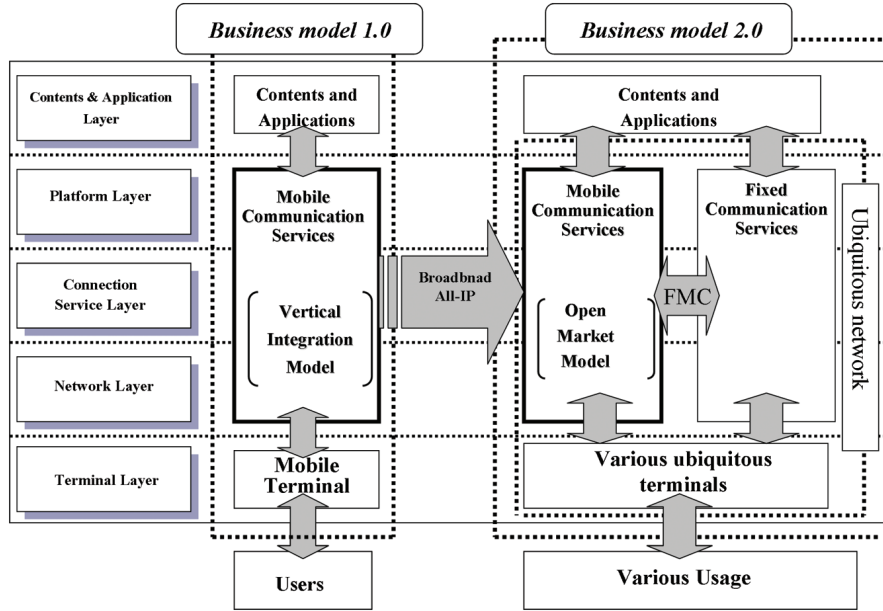 Business model 1.0
Business model 2.0
Contents & Application
Layer
Contents and
Applications
Contents and
Applications
Platform Layer
Mobile
Communication
Services
Mobile
Communication
Services
Fixed
Communication
Services
Ubiquitous network
Connection
Service Layer
Vertical
Integration
Model
Broadbnad
All-IP
Open
Market
Model
FMC
Network Layer
Terminal Layer
Mobile
Terminal
Various ubiquitous
terminals
Users
Various Usage